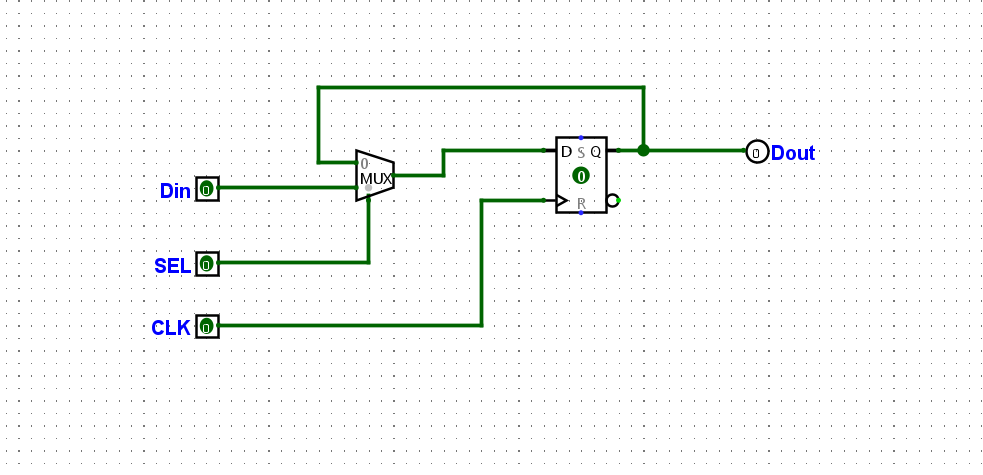 0
D S Q
0 Dout
MUX
Din 0
0
R
SEL 0
CLK 0